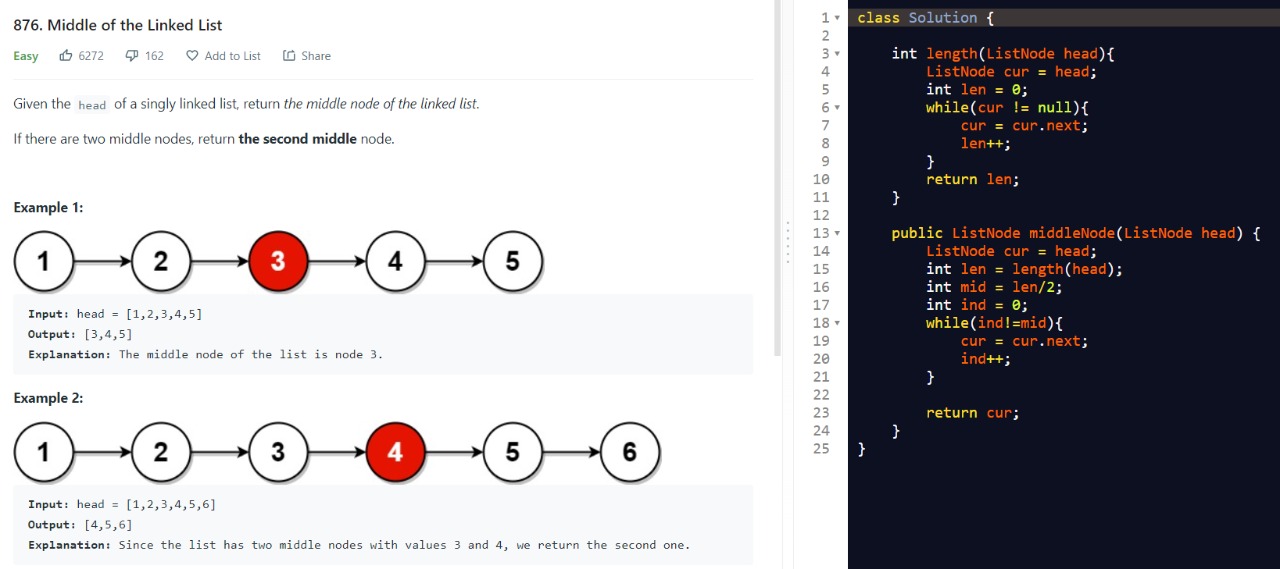 876. Middle of the Linked List
Easy 6272 162 Add to List Share
Given the head of a singly linked list, return the middle node of the linked list.
If there are two middle nodes, return the second middle node.
Example 1:
1 2 3 4 5
Input: head = [1,2,3,4,5]
Output: [3,4,5]
Explanation: The middle node of the list is node 3.
Example 2:
1 2 3 4 5 6
Input: head = [1,2,3,4,5,6]
Output: [4,5,6]
Explanation: Since the list has two middle nodes with values 3 and 4, we return the second one.
1 class Solution {
2
3     int length(ListNode head){
4         ListNode cur = head;
5         int len = 0;
6         while(cur != null){
7             cur = cur.next;
8             len++;
9         }
10         return len;
11     }
12
13     public ListNode middleNode(ListNode head) {
14         ListNode cur = head;
15         int len = length(head);
16         int mid = len/2;
17         int ind = 0;
18         while(ind!=mid){
19             cur = cur.next;
20             ind++;
21         }
22
23         return cur;
24     }
25 }